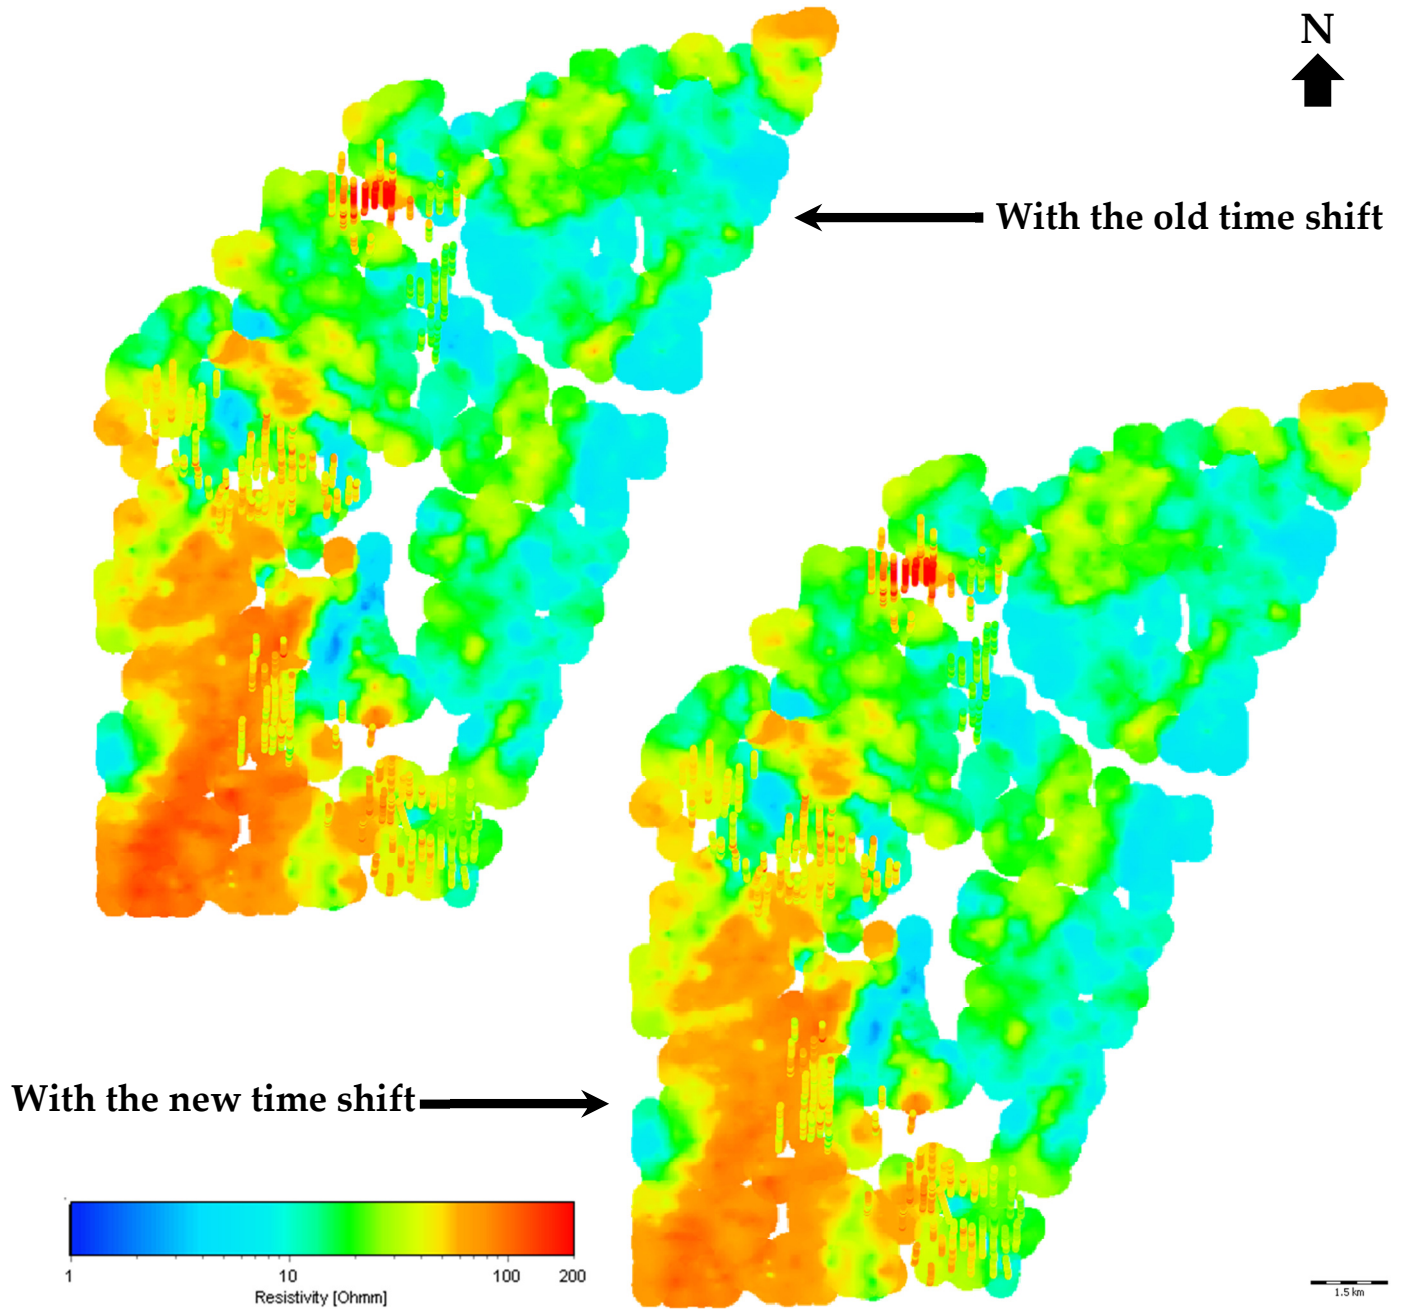 N
With the old time shift
With the new time shift
1 10 100 200
Resistivity [Ohmm]
1.5 km